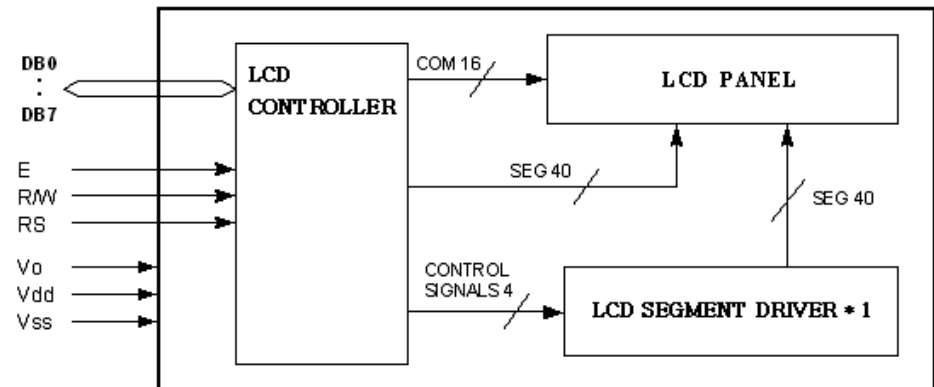 DB0
:
DB7
E
R/W
RS
Vo
Vdd
Vss
LCD
CONTROLLER
COM 16
SEG 40
CONTROL
SIGNALS 4
LCD PANEL
SEG 40
LCD SEGMENT DRIVER * 1